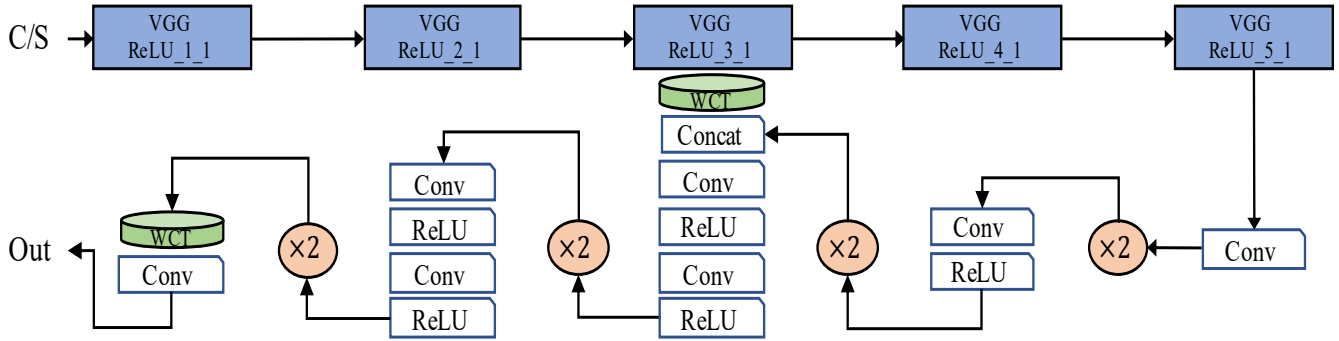 C/S
VGG
ReLU_1_1
VGG
ReLU_2_1
VGG
ReLU_3_1
VGG
ReLU_4_1
VGG
ReLU_5_1
WCT
Concat
Conv
ReLU
Conv
ReLU
Conv
ReLU
Conv
ReLU
Conv
ReLU
Conv
×2
×2
×2
×2
WCT
Conv
Out